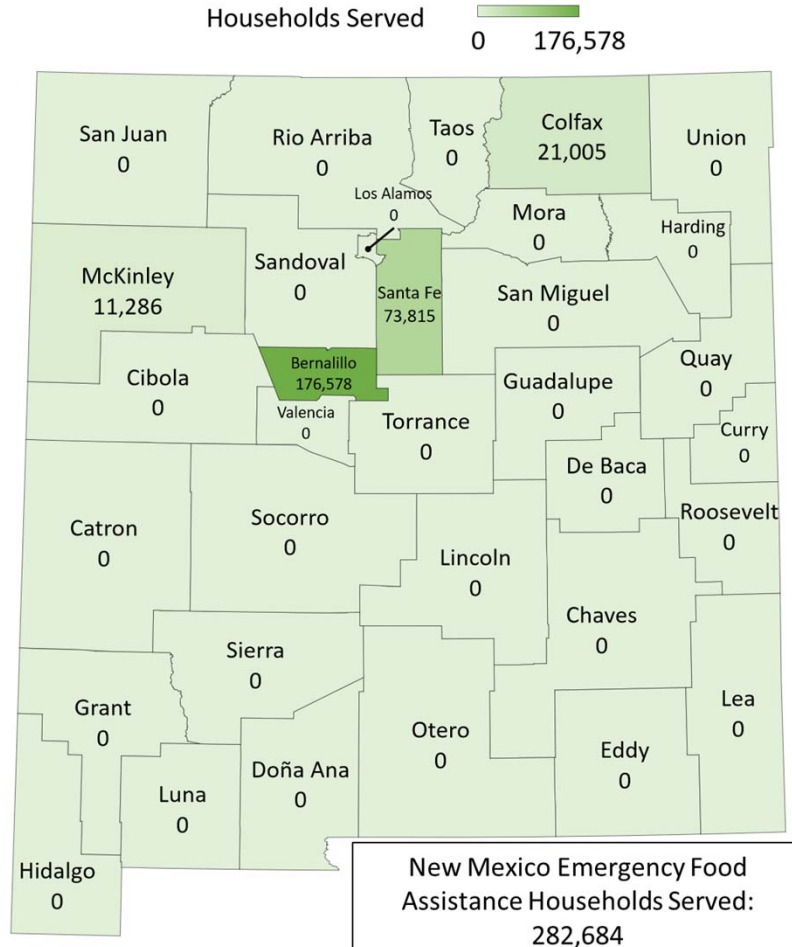 Households Served
0 176,578
San Juan
0
Rio Arriba
0
Taos
0
Colfax
21,005
Union
0
Los Alamos
0
Mora
0
Harding
0
McKinley
11,286
Sandoval
0
Santa Fe
73,815
San Miguel
0
Cibola
0
Bernalillo
176,578
Valencia
0
Torrance
0
Guadalupe
0
Quay
0
Curry
0
De Baca
0
Roosevelt
0
Catron
0
Socorro
0
Lincoln
0
Chaves
0
Sierra
0
Grant
0
Otero
0
Lea
0
Eddy
0
Doña Ana
0
Luna
0
Hidalgo
0
New Mexico Emergency Food
Assistance Households Served:
282,684